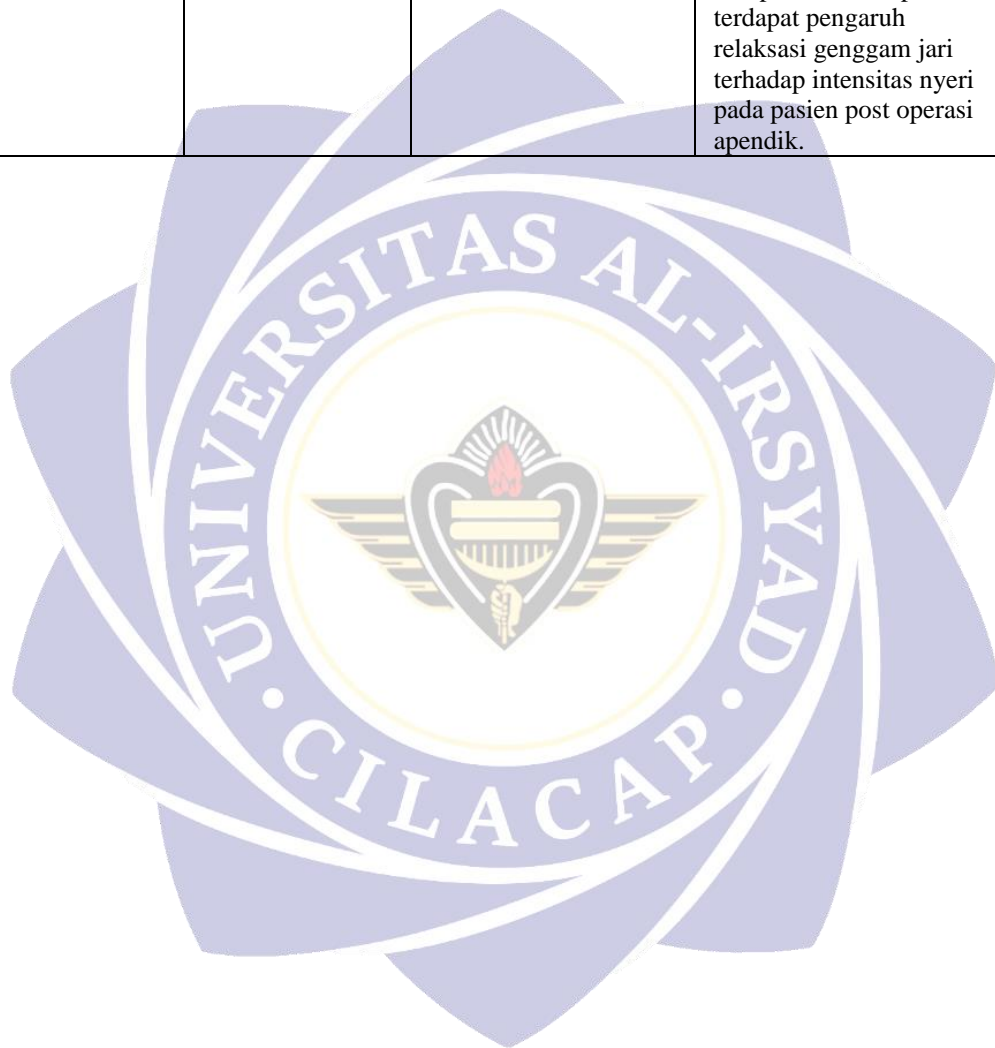 terdapat pengaruh
relaksasi genggam jari
terhadap intensitas nyeri
pada pasien post operasi
apendik.
UNIVERSITAS AL-IRSYAD
• CILACAP •